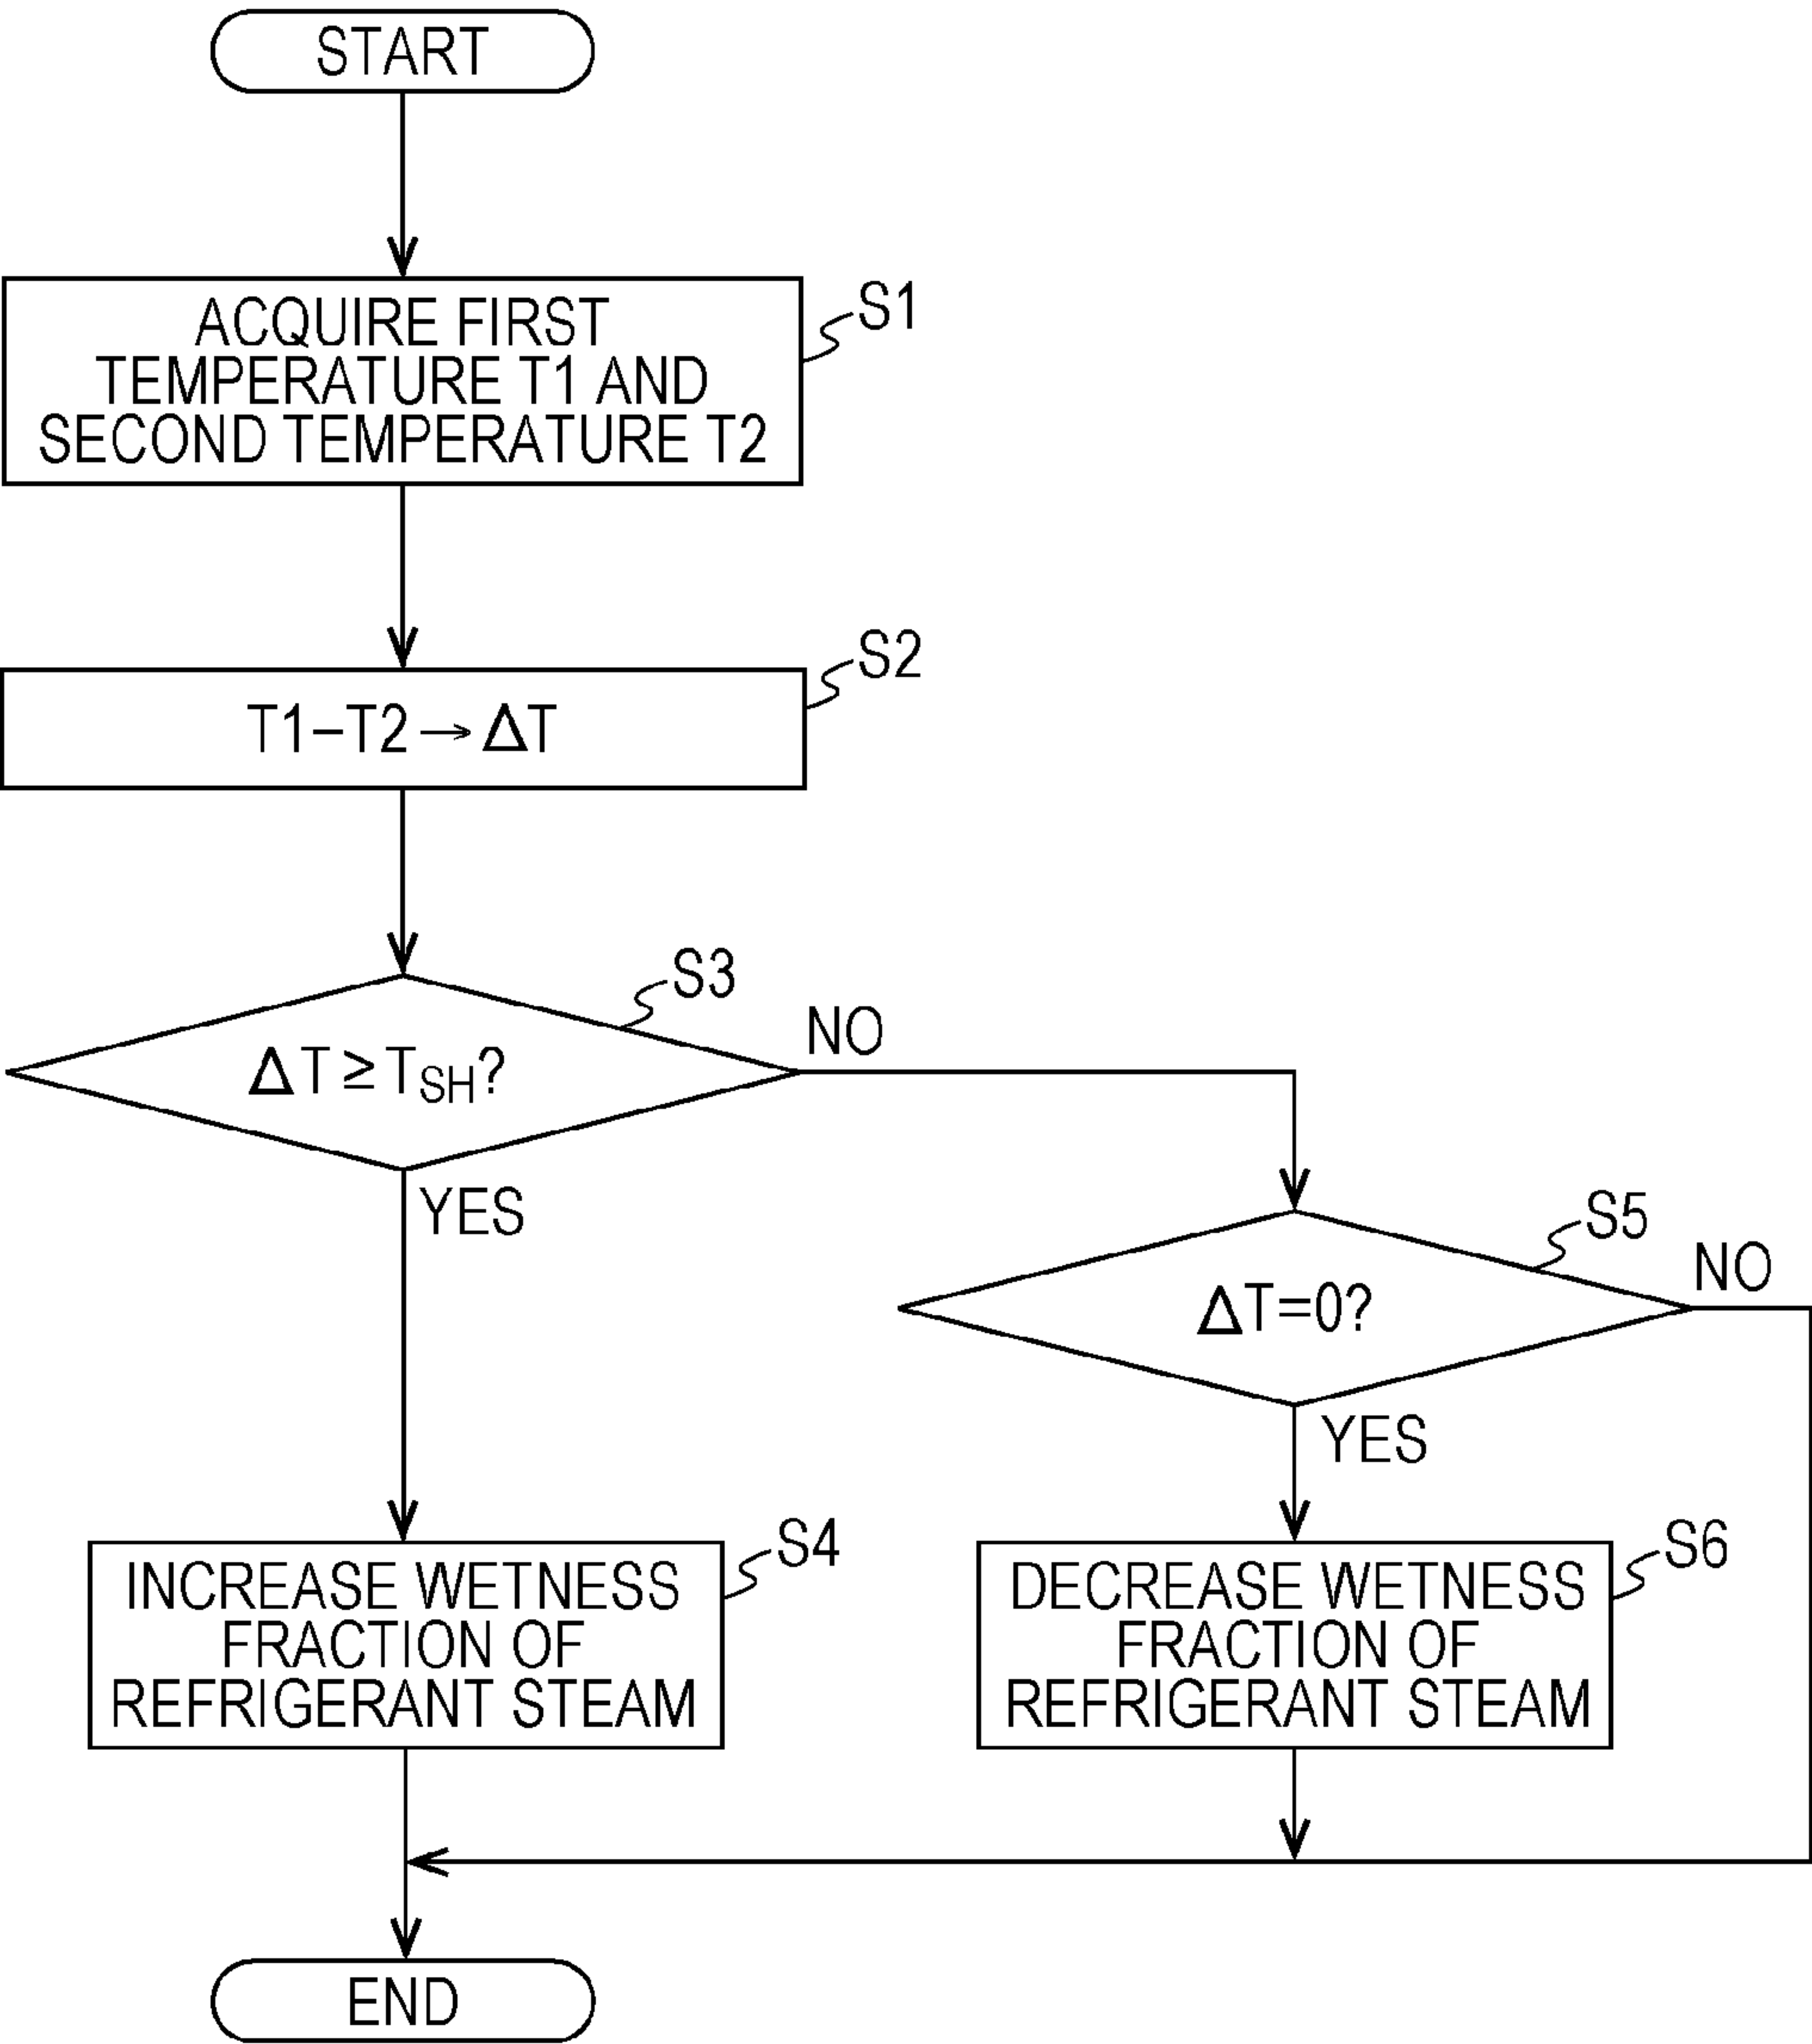 START
ACQUIRE FIRST
TEMPERATURE T1 AND
SECOND TEMPERATURE T2
S1
T1–T2→ΔT
S2
ΔT≥TSH?
S3
NO
YES
ΔT=0?
S5
NO
YES
INCREASE WETNESS
FRACTION OF
REFRIGERANT STEAM
S4
DECREASE WETNESS
FRACTION OF
REFRIGERANT STEAM
S6
END